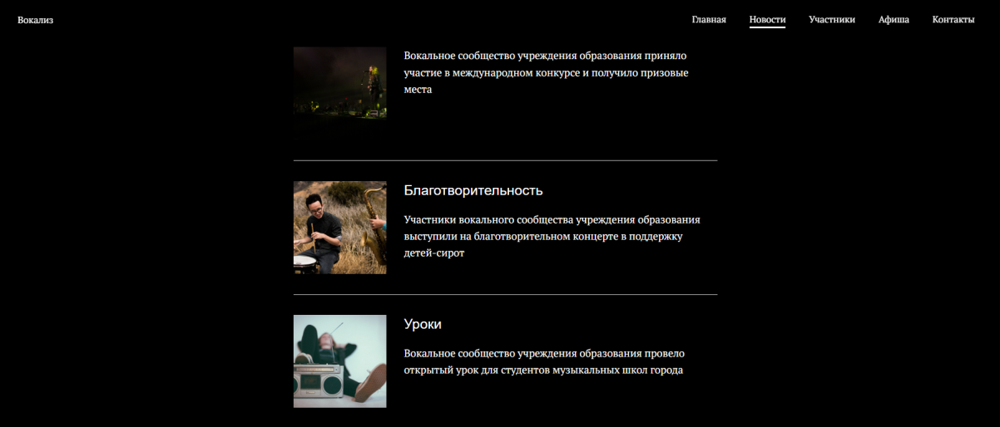 Вокализ
Главная Новости Участники Афиша Контакты
Вокальное сообщество учреждения образования приняло
участие в международном конкурсе и получило призовые
места
Благотворительность
Участники вокального сообщества учреждения образования
выступили на благотворительном концерте в поддержку
детей-сирот
Уроки
Вокальное сообщество учреждения образования провело
открытый урок для студентов музыкальных школ города